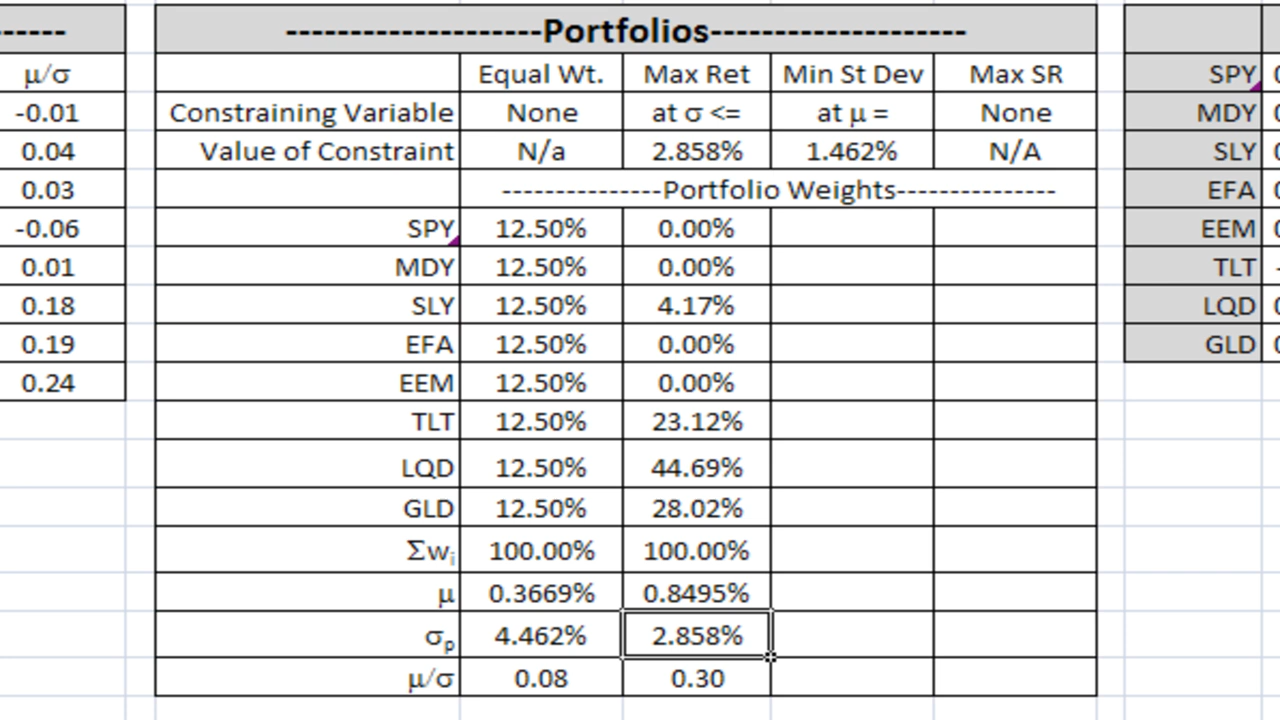 ------ --------------------Portfolios--------------------
μ/σ Equal Wt. Max Ret Min St Dev Max SR SPY
-0.01 Constraining Variable None at σ <= at μ = None MDY
0.04 Value of Constraint N/a 2.858% 1.462% N/A SLY
0.03 ---------------Portfolio Weights--------------- EFA
-0.06 SPY 12.50% 0.00% EEM
0.01 MDY 12.50% 0.00% TLT -
0.18 SLY 12.50% 4.17% LQD
0.19 EFA 12.50% 0.00% GLD
0.24 EEM 12.50% 0.00%
TLT 12.50% 23.12%
LQD 12.50% 44.69%
GLD 12.50% 28.02%
Σwi 100.00% 100.00%
μ 0.3669% 0.8495%
σp 4.462% 2.858%
μ/σ 0.08 0.30